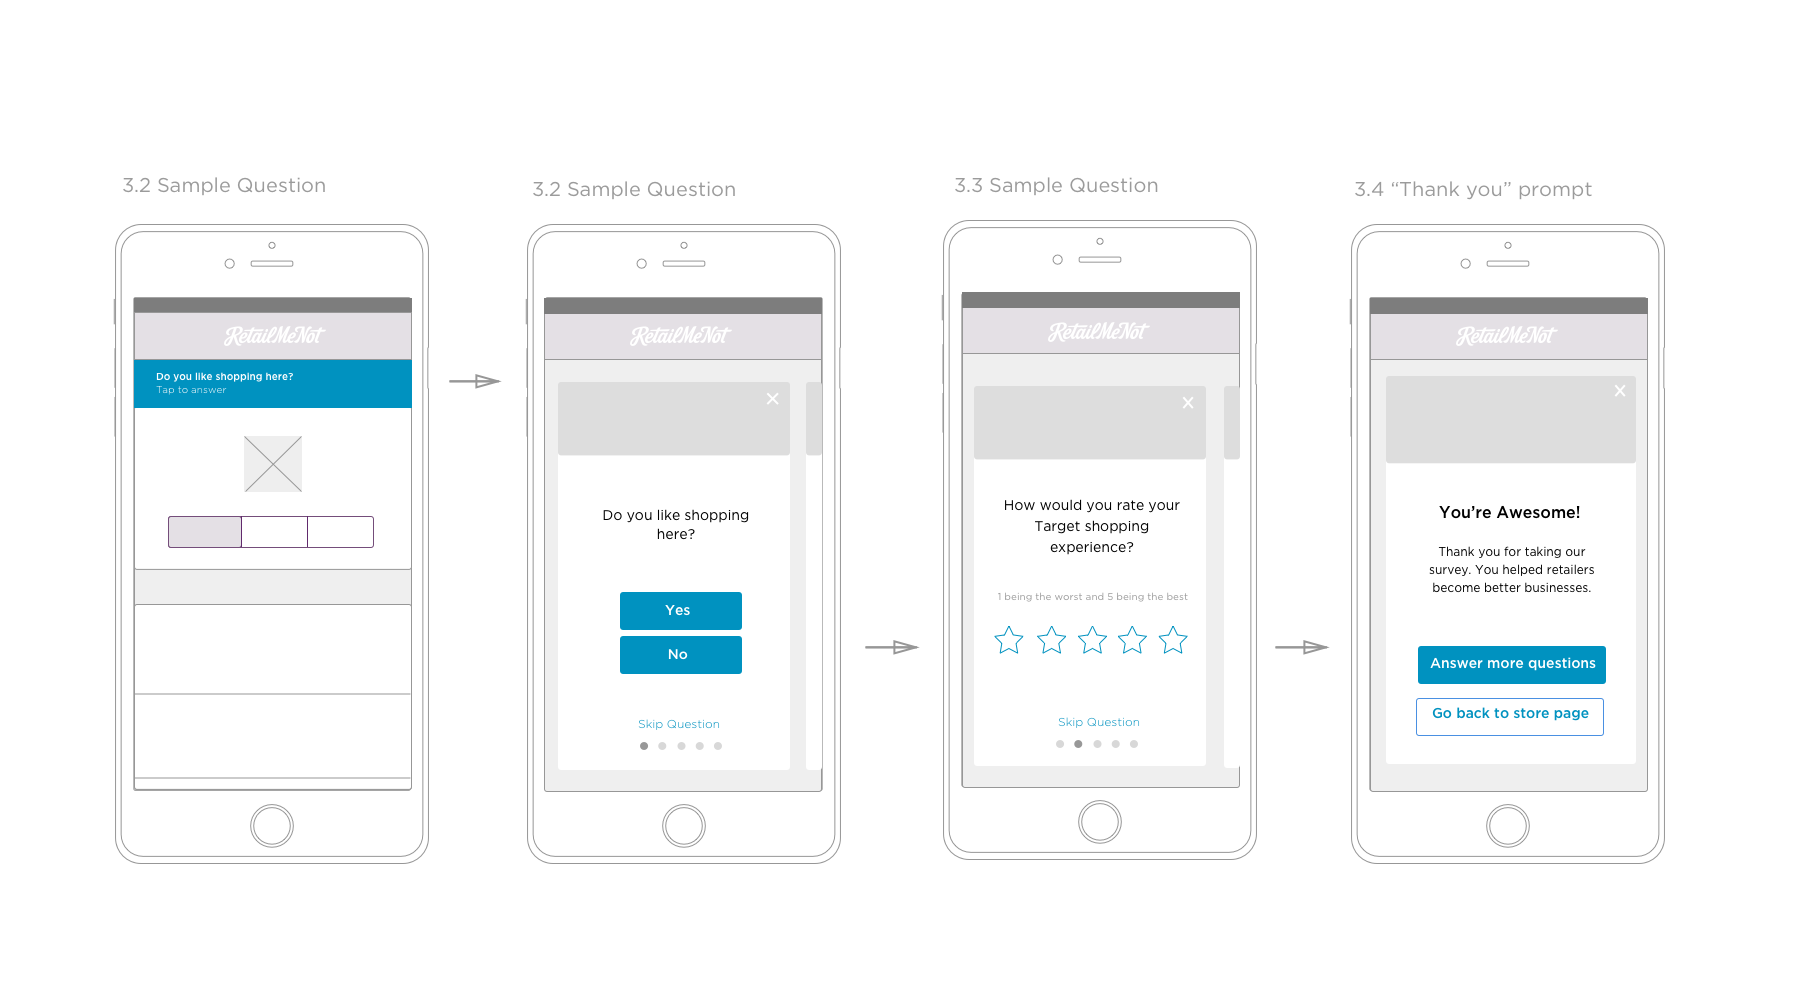 3.2 Sample Question
RetailMeNot
Do you like shopping here?
Tap to answer
3.2 Sample Question
RetailMeNot
Do you like shopping
here?
Yes
No
Skip Question
3.3 Sample Question
RetailMeNot
How would you rate your
Target shopping
experience?
1 being the worst and 5 being the best
Skip Question
3.4 “Thank you” prompt
RetailMeNot
You’re Awesome!
Thank you for taking our
survey. You helped retailers
become better businesses.
Answer more questions
Go back to store page